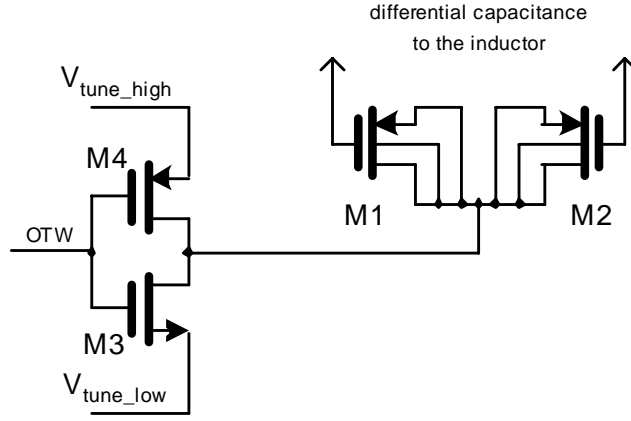 differential capacitance
to the inductor
V tune_high
M4
M1
M2
OTW
M3
V tune_low